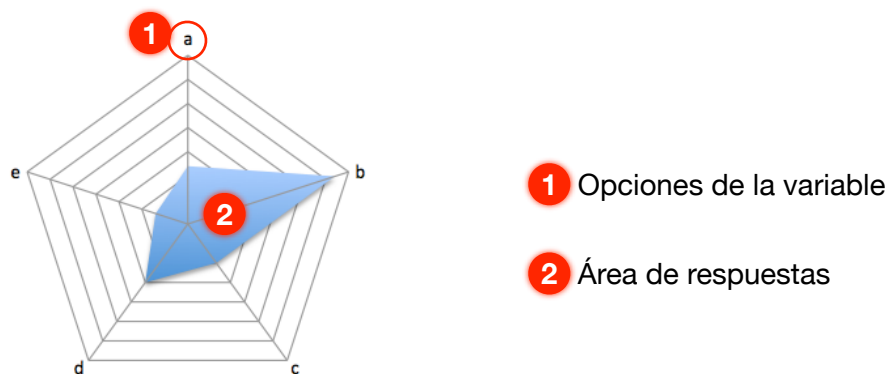 1 a
e
b
2
d
c
1 Opciones de la variable
2 Área de respuestas